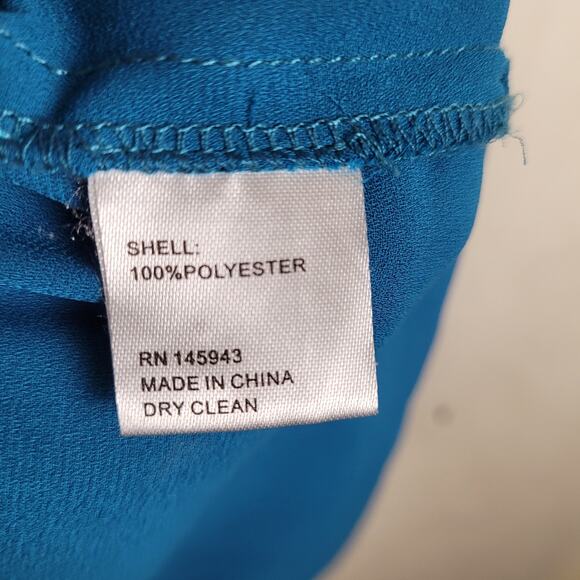 SHELL:
100%POLYESTER
RN 145943
MADE IN CHINA
DRY CLEAN